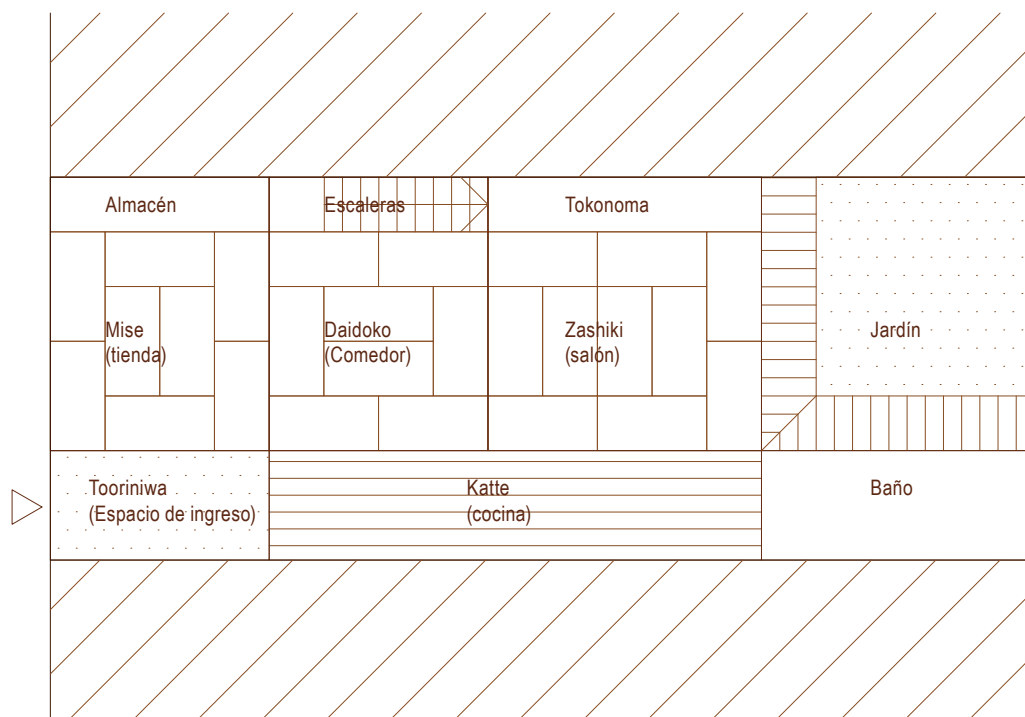 Almacén
Escaleras
Tokonoma
Mise
(tienda)
Daidoko
(Comedor)
Zashiki
(salón)
Jardín
Tooriniwa
(Espacio de ingreso)
Katte
(cocina)
Baño